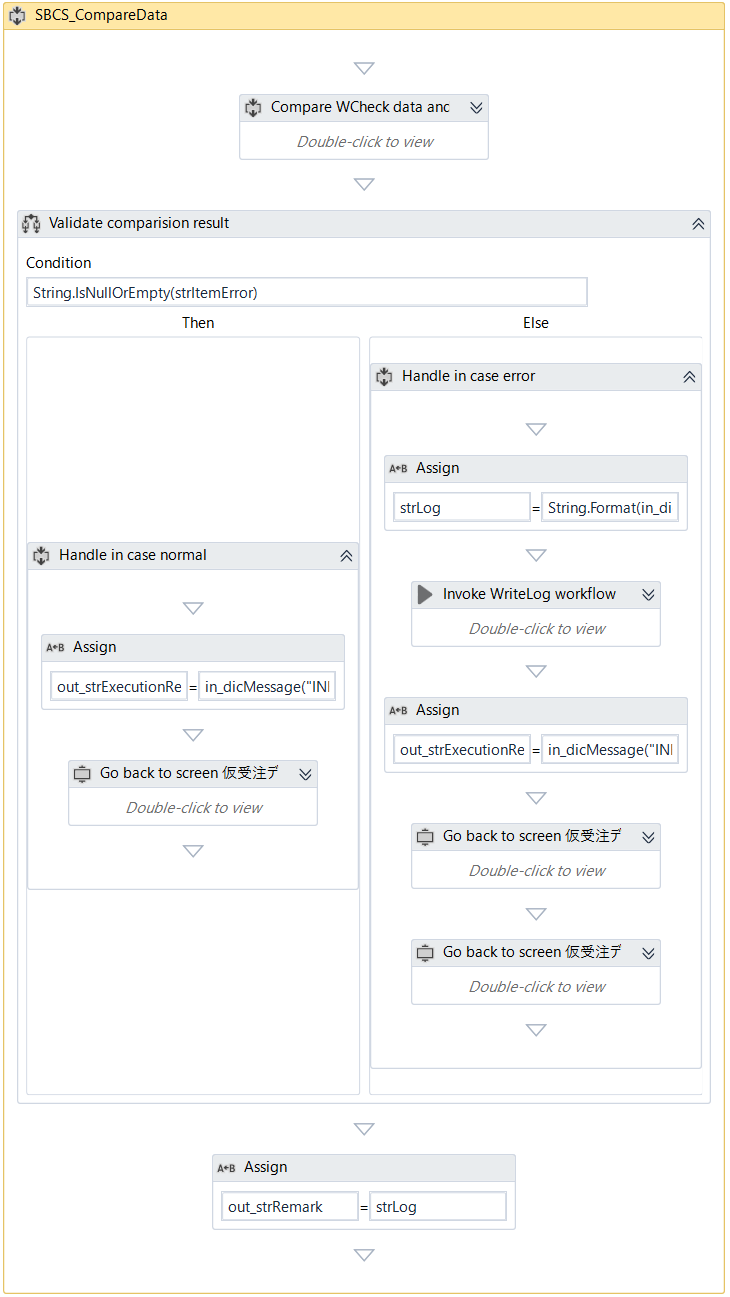 SBCS_CompareData
Compare WCheck data anc
Double-click to view
Validate comparision result
Condition
String.IsNullOrEmpty(strItemError)
Then
Else
Handle in case error
Assign
strLog = String.Format(in_di
Invoke WriteLog workflow
Double-click to view
Assign
out_strExecutionRe = in_dicMessage("INI
Go back to screen 仮受注デ
Double-click to view
Go back to screen 仮受注デ
Double-click to view
Handle in case normal
Assign
out_strExecutionRe = in_dicMessage("INI
Go back to screen 仮受注デ
Double-click to view
Assign
out_strRemark = strLog